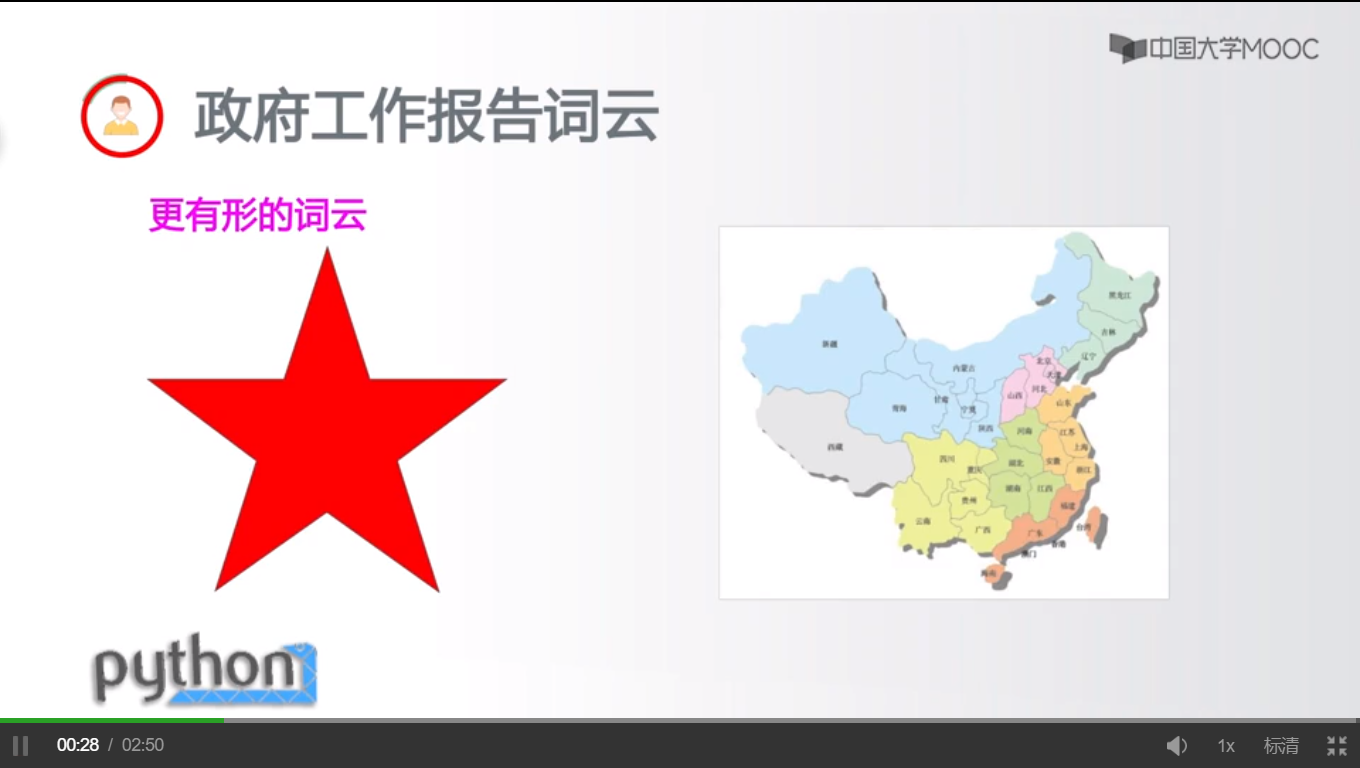 中国大学MOOC
政府工作报告词云
更有形的词云
黑龙江
吉林
辽宁
新疆
内蒙古
北京
天津
河北
山西
山东
青海
甘肃
宁夏
陕西
河南
江苏
上海
西藏
四川
重庆
湖北
安徽
浙江
湖南
江西
贵州
福建
云南
广西
广东
台湾
香港
澳门
海南
python
00:28 / 02:50
1x
标清